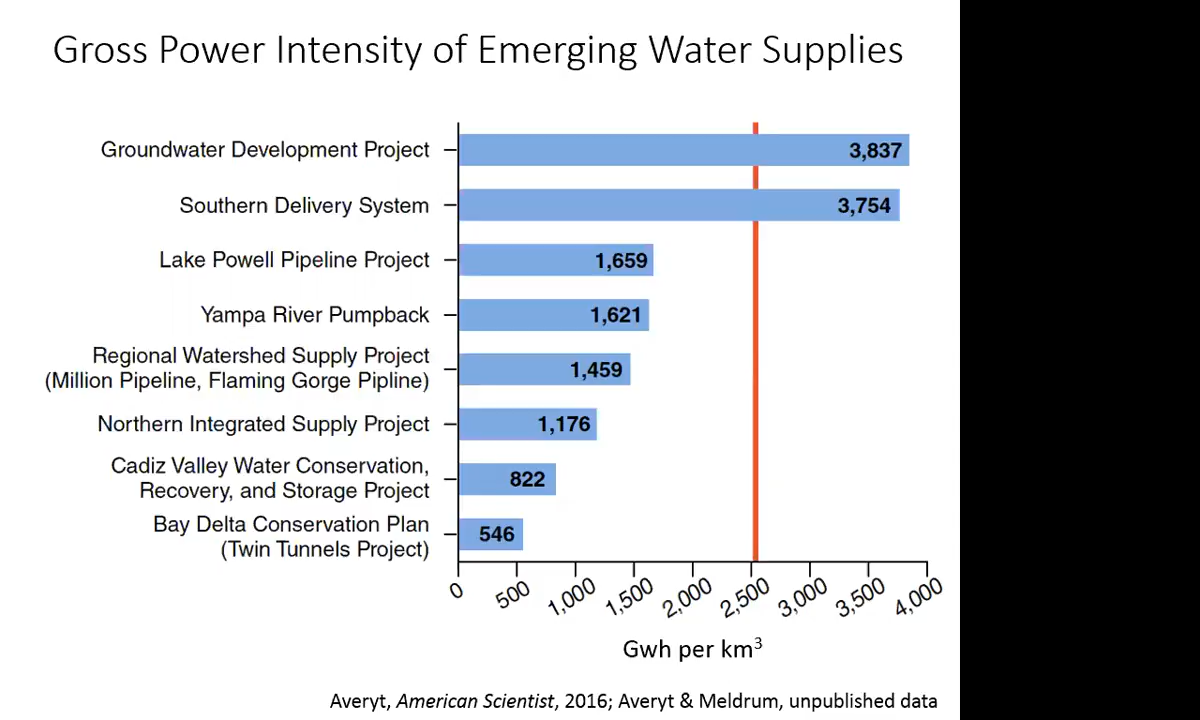 Gross Power Intensity of Emerging Water Supplies
Groundwater Development Project
3,837
Southern Delivery System
3,754
Lake Powell Pipeline Project
1,659
Yampa River Pumpback
1,621
Regional Watershed Supply Project
(Million Pipeline, Flaming Gorge Pipline)
1,459
Northern Integrated Supply Project
1,176
Cadiz Valley Water Conservation,
Recovery, and Storage Project
822
Bay Delta Conservation Plan
(Twin Tunnels Project)
546
0 500 1,000 1,500 2,000 2,500 3,000 3,500 4,000
Gwh per km³
Averyt, American Scientist, 2016; Averyt & Meldrum, unpublished data